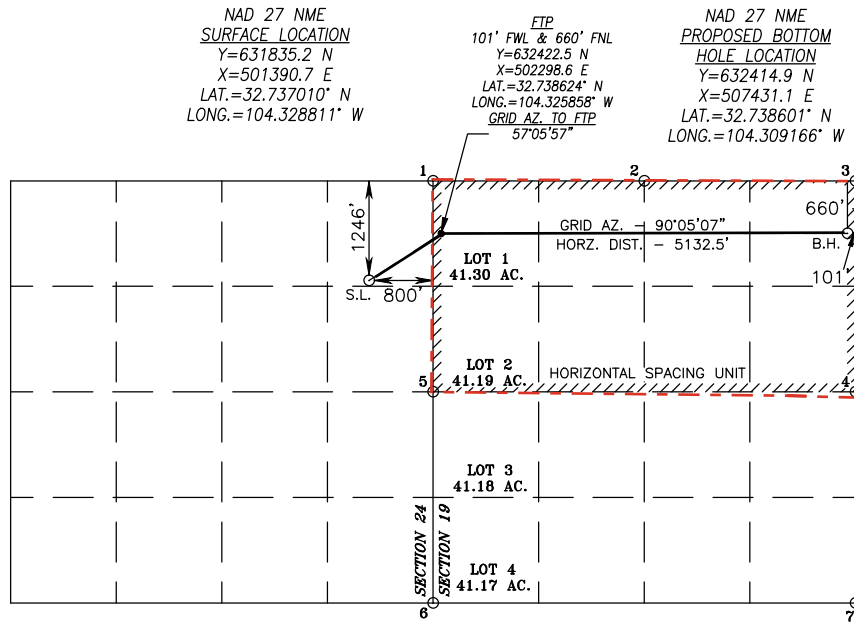 NAD 27 NME
SURFACE LOCATION
Y=631835.2 N
X=501390.7 E
LAT.=32.737010° N
LONG.=104.328811° W
FTP
101' FWL & 660' FNL
Y=632422.5 N
X=502298.6 E
LAT.=32.738624° N
LONG.=104.325858° W
GRID AZ. TO FTP
57°05'57"
NAD 27 NME
PROPOSED BOTTOM
HOLE LOCATION
Y=632414.9 N
X=507431.1 E
LAT.=32.738601° N
LONG.=104.309166° W
1
2
3
1246'
660'
GRID AZ. – 90°05'07"
HORZ. DIST. – 5132.5'
B.H.
LOT 1
41.30 AC.
101'
S.L.
800'
LOT 2
41.19 AC.
HORIZONTAL SPACING UNIT
5
4
LOT 3
41.18 AC.
SECTION 24
SECTION 19
LOT 4
41.17 AC.
6
7